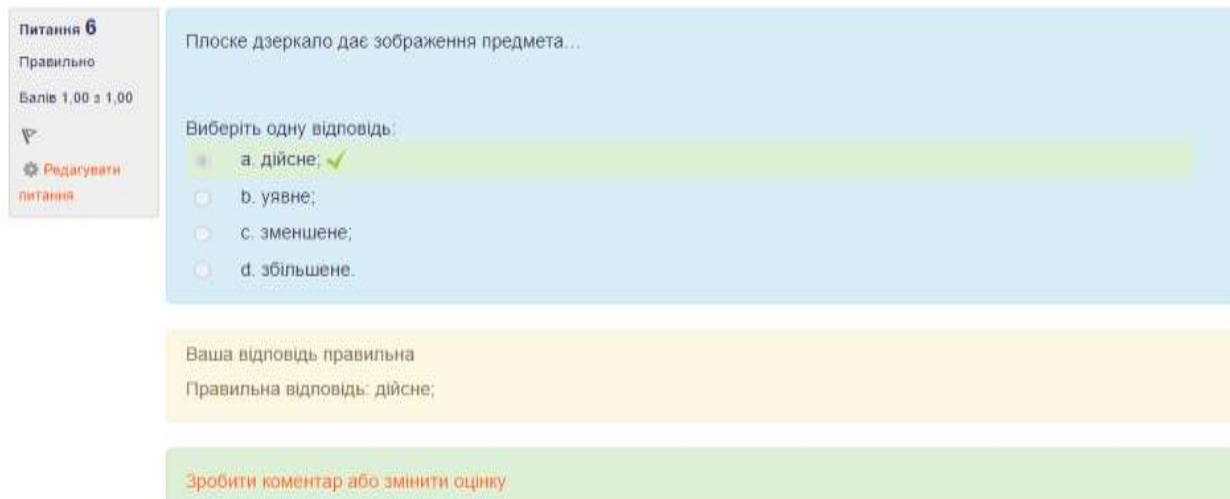 Питання 6
Правильно
Балів 1,00 з 1,00
Редагувати
питання
Плоске дзеркало дає зображення предмета...
Виберіть одну відповідь:
a. дійсне;
b. уявне;
c. зменшене;
d. збільшене.
Ваша відповідь правильна
Правильна відповідь: дійсне;
Зробити коментар або змінити оцінку